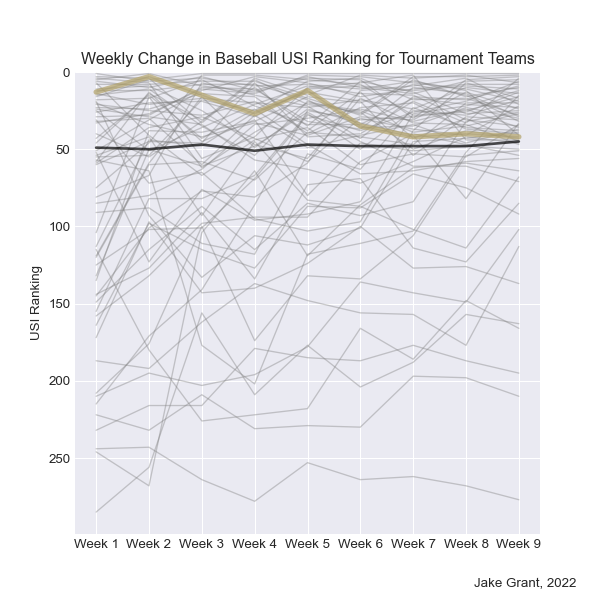 Weekly Change in Baseball USI Ranking for Tournament Teams
0
50
100
150
200
250
USI Ranking
Week 1 Week 2 Week 3 Week 4 Week 5 Week 6 Week 7 Week 8 Week 9
Jake Grant, 2022